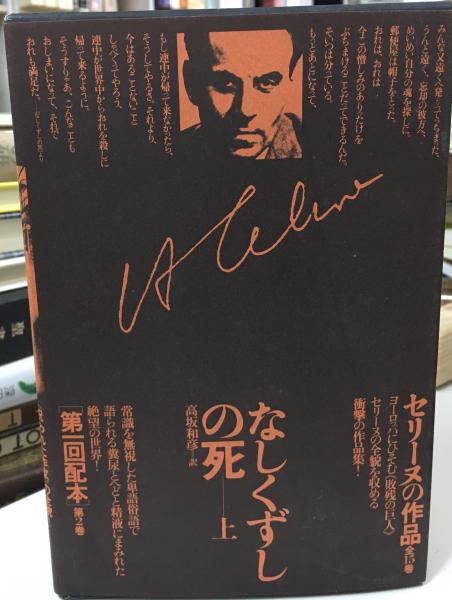 みんな又遠くへ発ってっちまった、
うんと遠く、忘却の彼方、
めいめい自分の魂を探しに。
郵便候は帽子をとった。
おれは、おれは
今この憎しみのありたけを
ぶちまけることだってできるんだ。
そいつは分っている。
もっとあとになって、
もし連中が帰って来なかったら、
そうしてやるさ。それより、
今はあることないこと
しゃべくってやろう、
連中が世界中からおれを殺しに
帰って来るように。
そうすりゃあ、こんなことも
おしまいになって、それで
おれも満足だ。
セリーヌの作品 全15巻
ヨーロッパにひそむ〈敗残の巨人〉
セリーヌの全貌を収める
衝撃の作品集!
なしくずし
の死――上
高坂和彦=訳
常識を無視した卑語俗語で
語られる糞尿とへどと精液にまみれた
絶望の世界!
[第一回配本] 第2巻